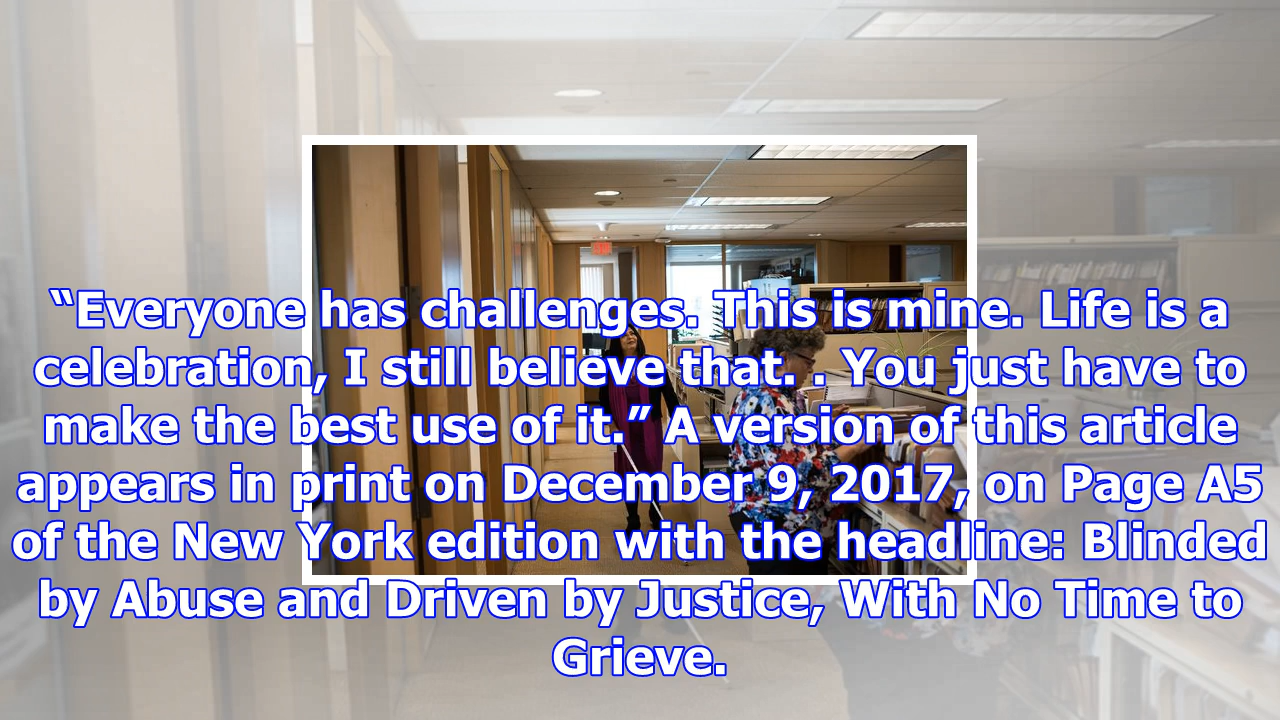 “Everyone has challenges. This is mine. Life is a
celebration, I still believe that. . You just have to
make the best use of it.” A version of this article
appears in print on December 9, 2017, on Page A5
of the New York edition with the headline: Blinded
by Abuse and Driven by Justice, With No Time to
Grieve.